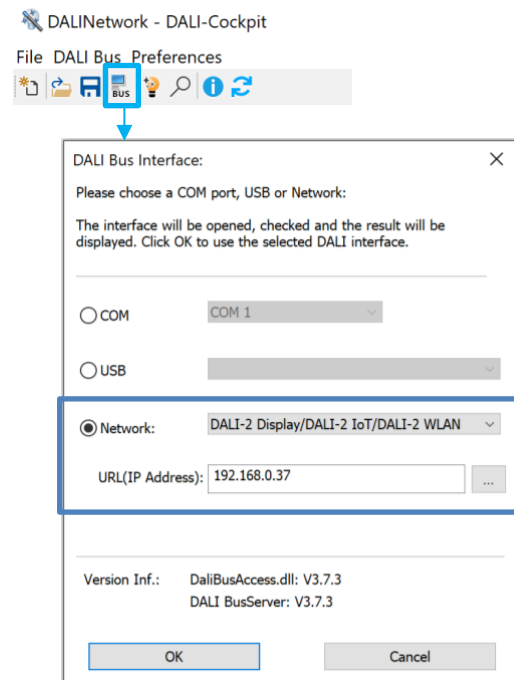 DALINetwork - DALI-Cockpit
File DALI Bus Preferences
BUS
DALI Bus Interface:
Please choose a COM port, USB or Network:
The interface will be opened, checked and the result will be
displayed. Click OK to use the selected DALI interface.
COM
COM 1
USB
Network:
DALI-2 Display/DALI-2 IoT/DALI-2 WLAN
URL(IP Address):
192.168.0.37
...
Version Inf.: DaliBusAccess.dll: V3.7.3
DALI BusServer: V3.7.3
OK
Cancel